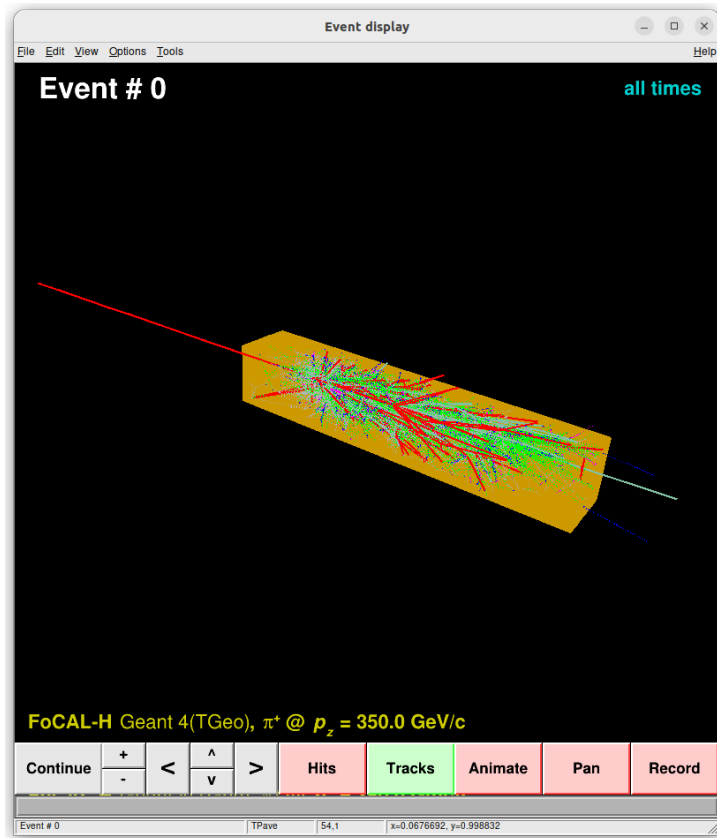 Event display
File Edit View Options Tools Help
Event # 0 all times
FoCAL-H Geant 4(TGeo), π⁺ @ p_z = 350.0 GeV/c
Continue + - < ^ v > Hits Tracks Animate Pan Record
Event # 0 TPave 54,1 x=0.0676692, y=0.998832